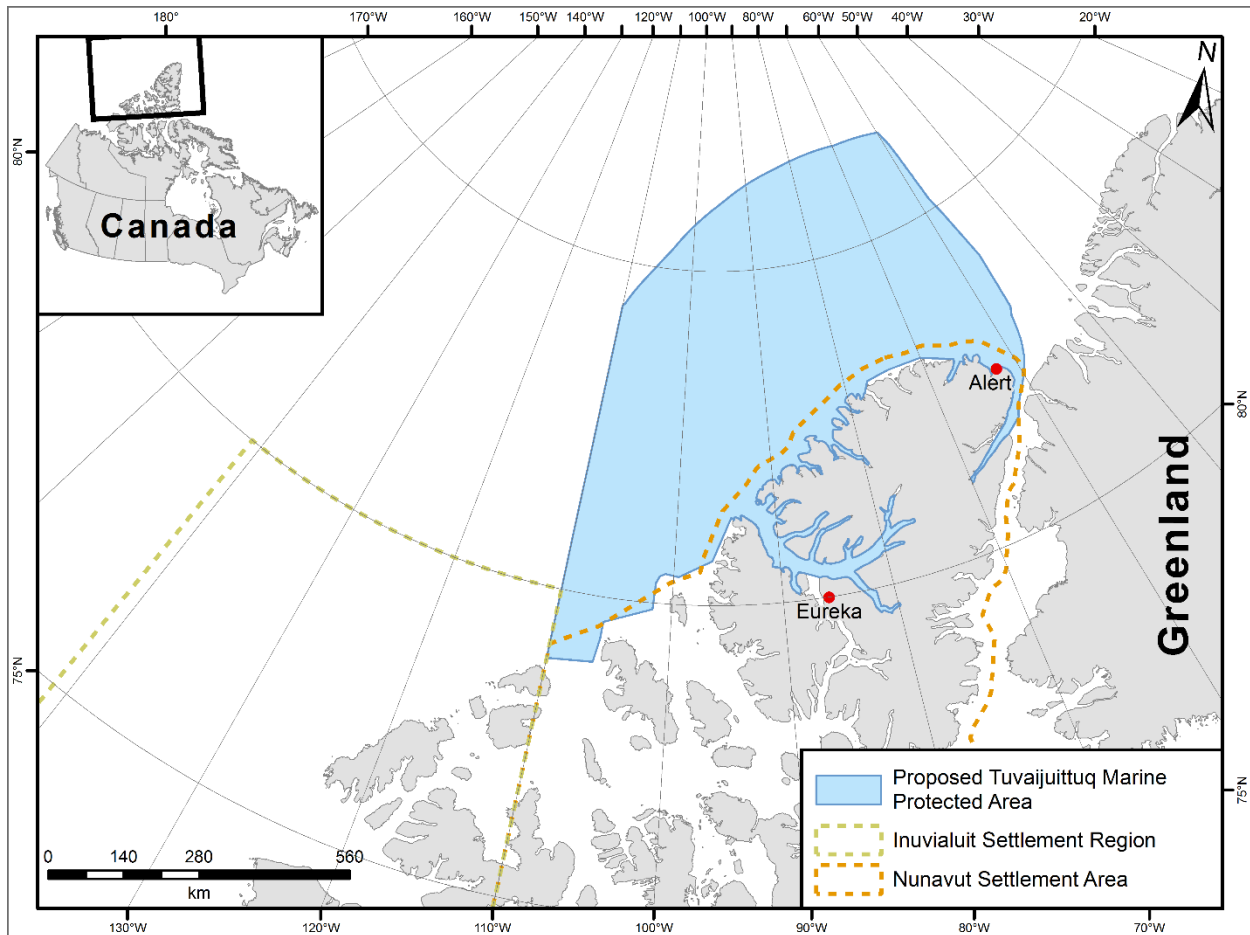 180°
170°W
160°W
150°W
140°W
120°W
100°W
80°W
60°W
50°W
40°W
30°W
20°W
N
Canada
80°N
75°N
80°N
75°N
Alert
Eureka
Greenland
Proposed Tuvaijuittuq Marine
Protected Area
Inuvialuit Settlement Region
Nunavut Settlement Area
0 140 280 560
km
130°W
120°W
110°W
100°W
90°W
80°W
70°W